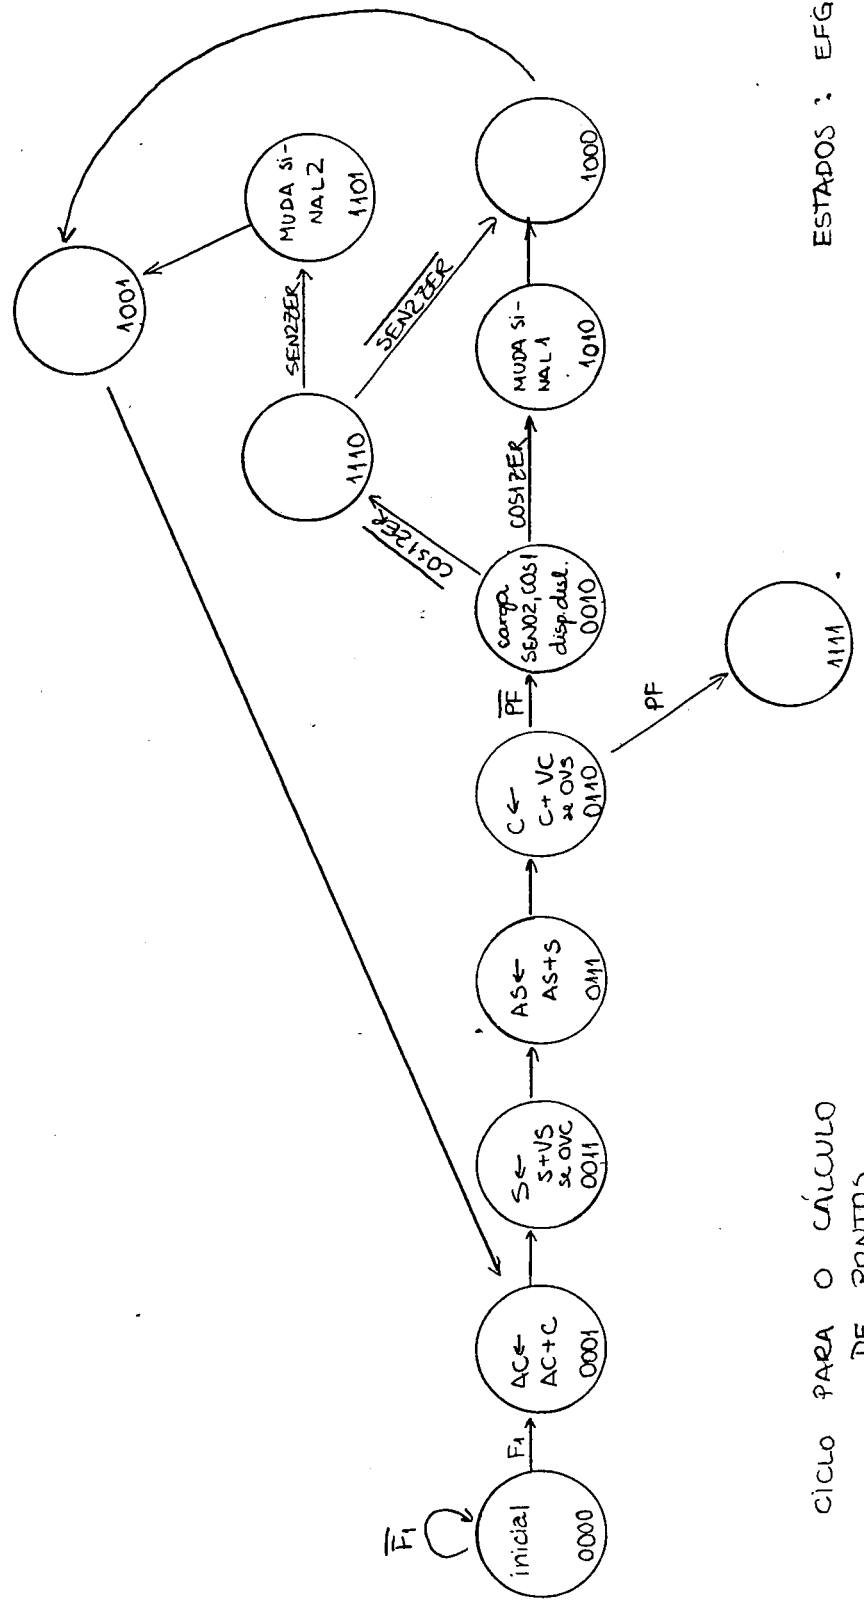 F̅1̅
inicial
0000
F1
AC←
AC+C
0001
S←
S+VS
se OVC
0011
AS←
AS+S
0111
C←
C+VC
se OVS
0110
P̅F̅
PF
1111
carga
SENO2, COS1
disp. desl.
0010
C̅O̅S̅1̅Z̅E̅R̅
COS1ZER
1110
MUDA Si-
NAL1
1010
SEN2ZER
S̅E̅N̅2̅Z̅E̅R̅
MUDA Si-
NAL2
1101
1000
1001
CiCLO PARA O CÁLCULO
DE PONTOS
ESTADOS : EFG